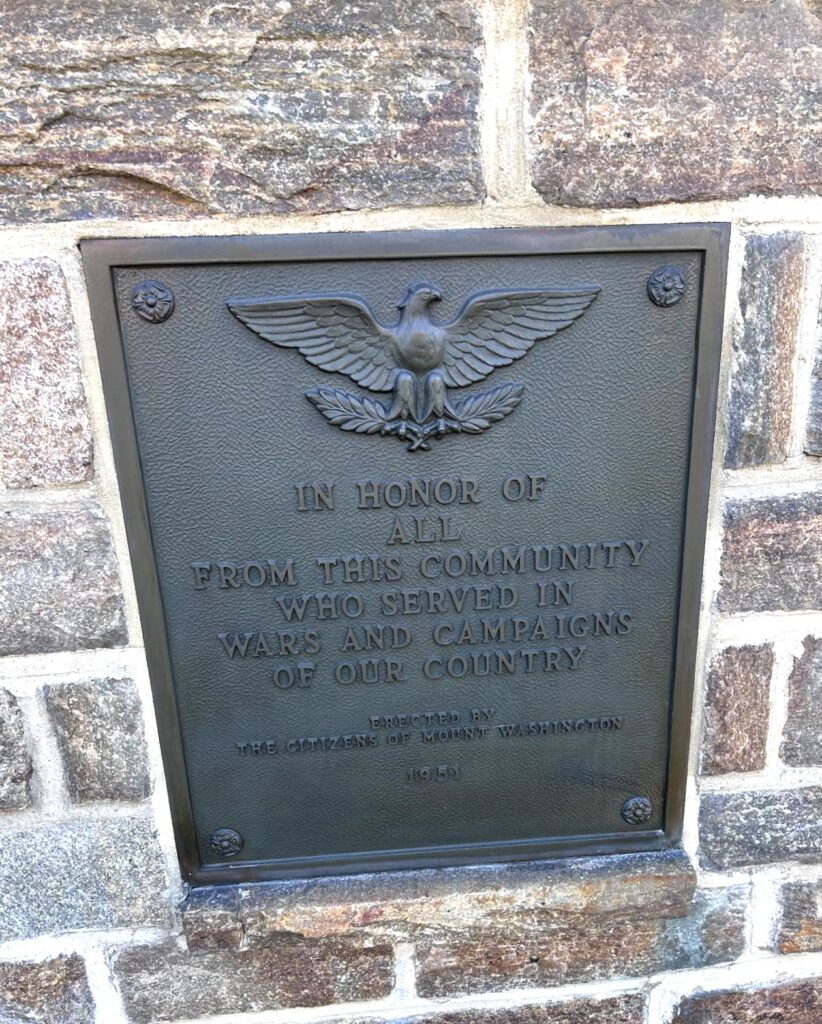 IN HONOR OF
ALL
FROM THIS COMMUNITY
WHO SERVED IN
WARS AND CAMPAIGNS
OF OUR COUNTRY
ERECTED BY
THE CITIZENS OF MOUNT WASHINGTON
1951